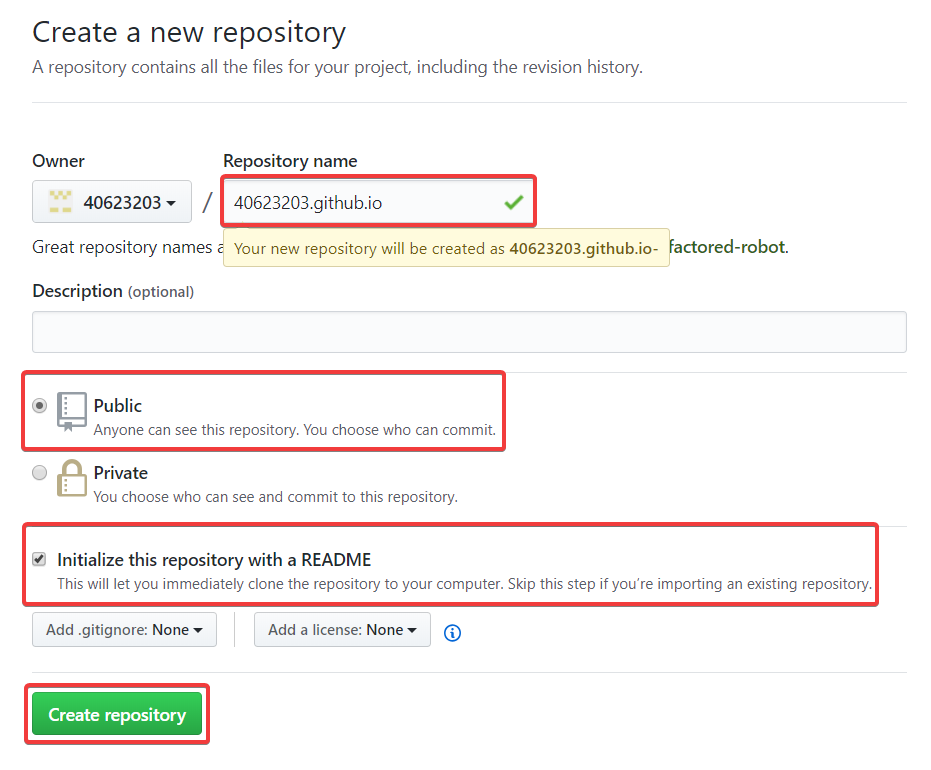 Create a new repository
A repository contains all the files for your project, including the revision history.
Owner
Repository name
40623203
/
40623203.github.io
Great repository names a
Your new repository will be created as 40623203.github.io-
factored-robot.
Description (optional)
Public
Anyone can see this repository. You choose who can commit.
Private
You choose who can see and commit to this repository.
Initialize this repository with a README
This will let you immediately clone the repository to your computer. Skip this step if you’re importing an existing repository.
Add .gitignore: None
Add a license: None
Create repository